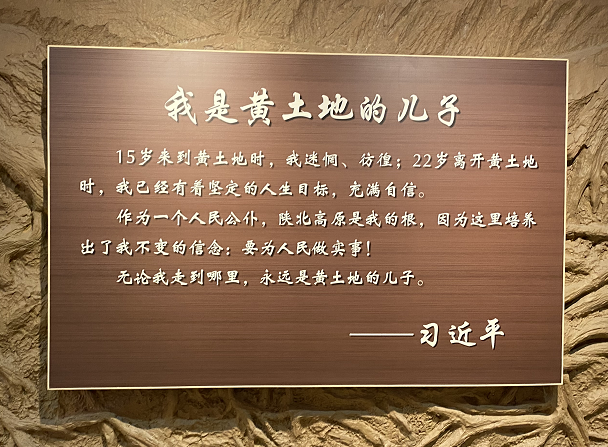 我是黄土地的儿子
15岁来到黄土地时，我迷惘、彷徨；22岁离开黄土地
时，我已经有着坚定的人生目标，充满自信。
作为一个人民公仆，陕北高原是我的根，因为这里培养
出了我不变的信念：要为人民做实事！
无论我走到哪里，永远是黄土地的儿子。
——习近平